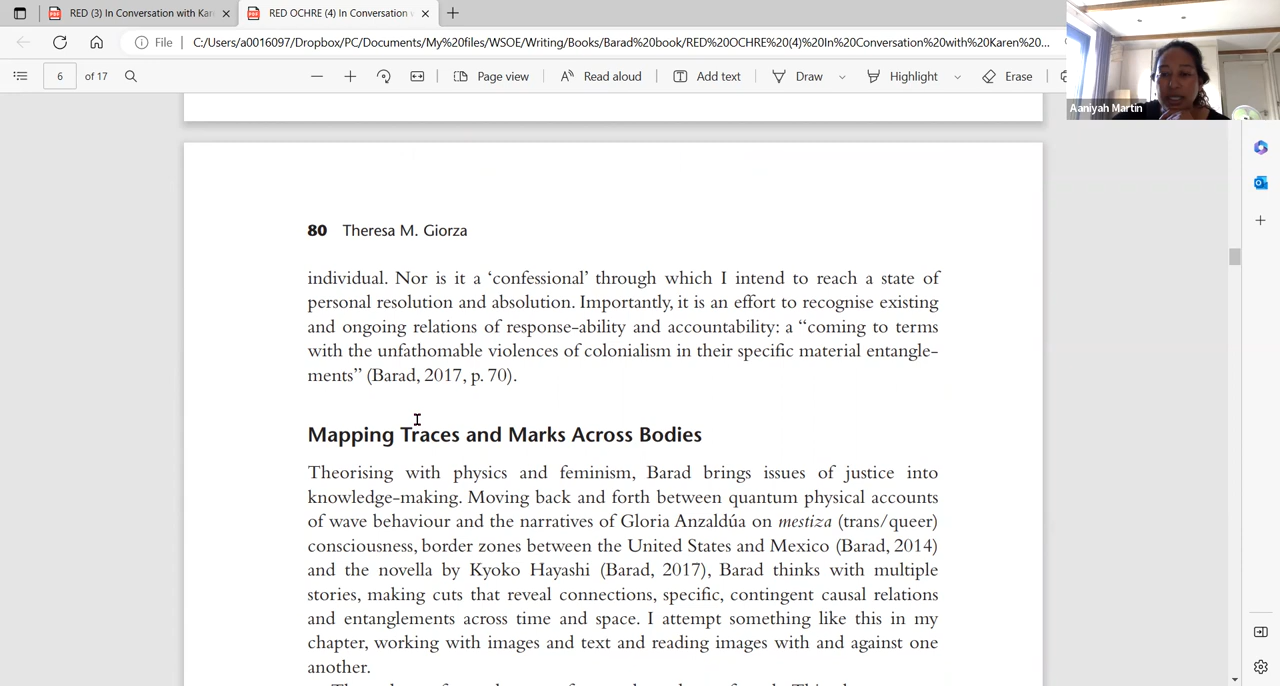 RED (3) In Conversation with Kar
RED OCHRE (4) In Conversation
File
C:/Users/a0016097/Dropbox/PC/Documents/My%20files/WSOE/Writing/Books/Barad%20book/RED%20OCHRE%20(4)%20In%20Conversation%20with%20Karen%20...
6 of 17
Page view
Read aloud
Add text
Draw
Highlight
Erase
Aaniyah Martin
80 Theresa M. Giorza
individual. Nor is it a ‘confessional’ through which I intend to reach a state of
personal resolution and absolution. Importantly, it is an effort to recognise existing
and ongoing relations of response-ability and accountability: a “coming to terms
with the unfathomable violences of colonialism in their specific material entangle-
ments” (Barad, 2017, p. 70).
Mapping Traces and Marks Across Bodies
Theorising with physics and feminism, Barad brings issues of justice into
knowledge-making. Moving back and forth between quantum physical accounts
of wave behaviour and the narratives of Gloria Anzaldúa on mestiza (trans/queer)
consciousness, border zones between the United States and Mexico (Barad, 2014)
and the novella by Kyoko Hayashi (Barad, 2017), Barad thinks with multiple
stories, making cuts that reveal connections, specific, contingent causal relations
and entanglements across time and space. I attempt something like this in my
chapter, working with images and text and reading images with and against one
another.